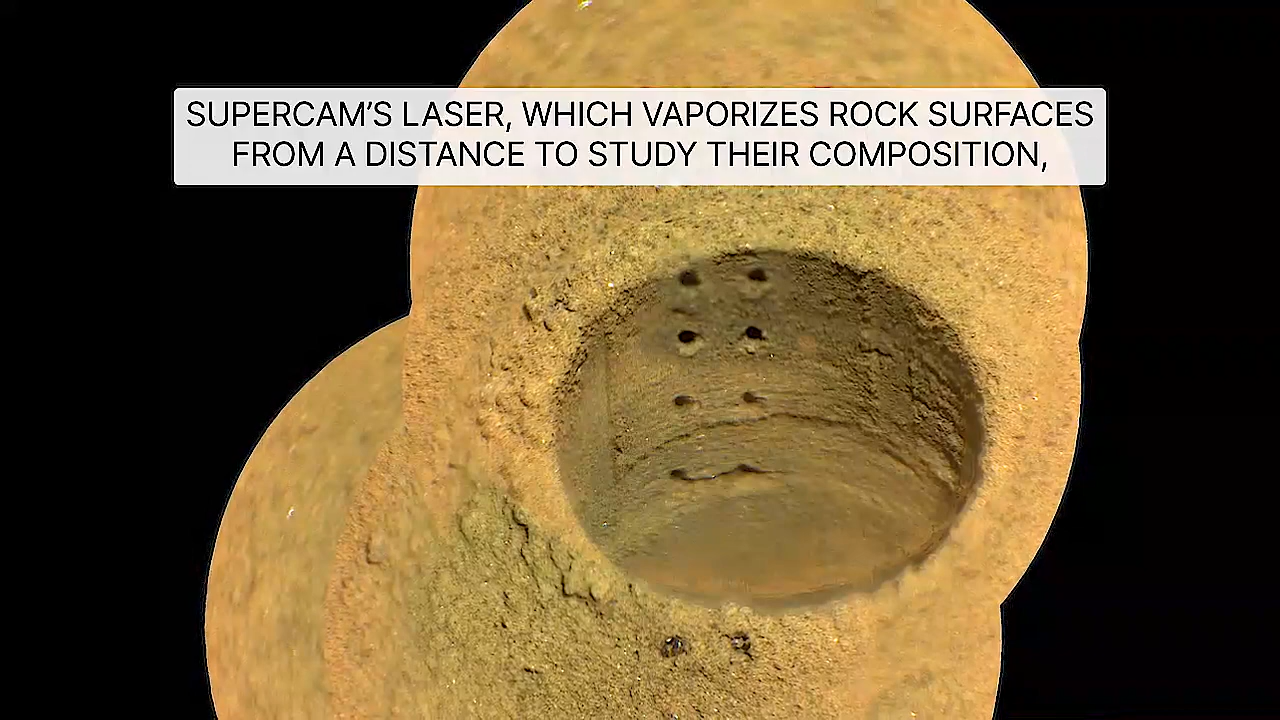 SUPERCAM’S LASER, WHICH VAPORIZES ROCK SURFACES
FROM A DISTANCE TO STUDY THEIR COMPOSITION,